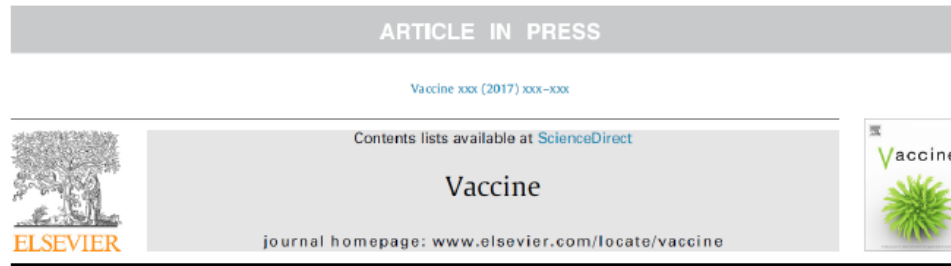 ARTICLE IN PRESS
Vaccine xxx (2017) xxx–xxx
Contents lists available at ScienceDirect
Vaccine
journal homepage: www.elsevier.com/locate/vaccine
ELSEVIER
Vaccine